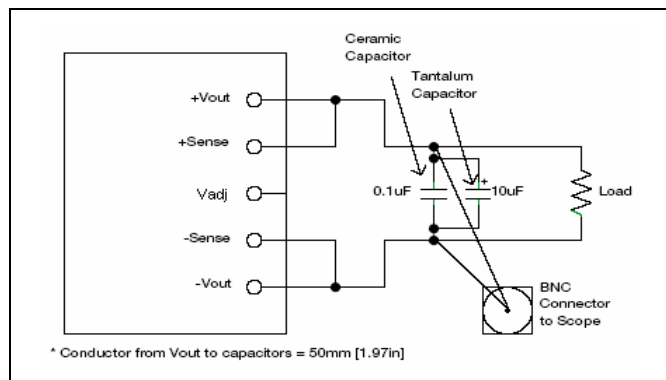 Ceramic
Capacitor
Tantalum
Capacitor
+Vout
+Sense
Vadj
-Sense
-Vout
0.1uF
+
10uF
Load
BNC
Connector
to Scope
* Conductor from Vout to capacitors = 50mm [1.97in]